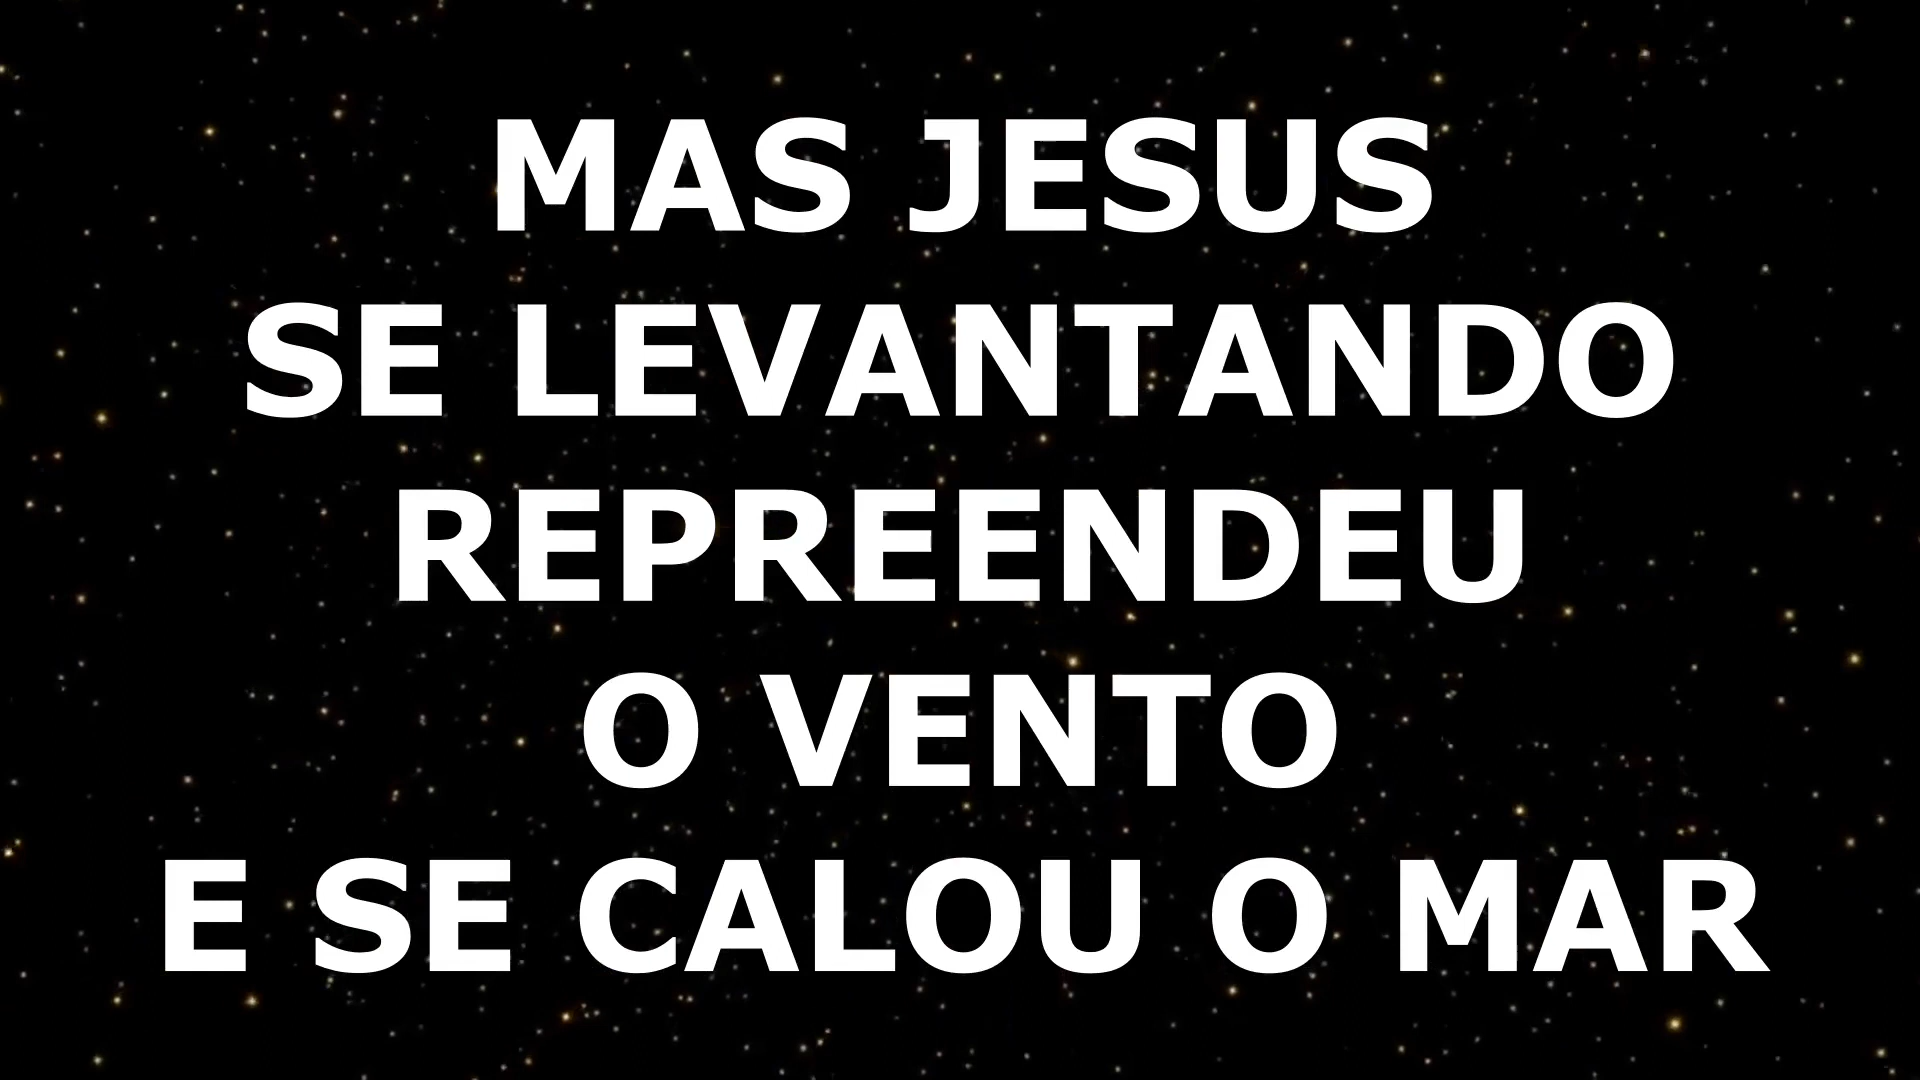 MAS JESUS
SE LEVANTANDO
REPREENDEU
O VENTO
E SE CALOU O MAR